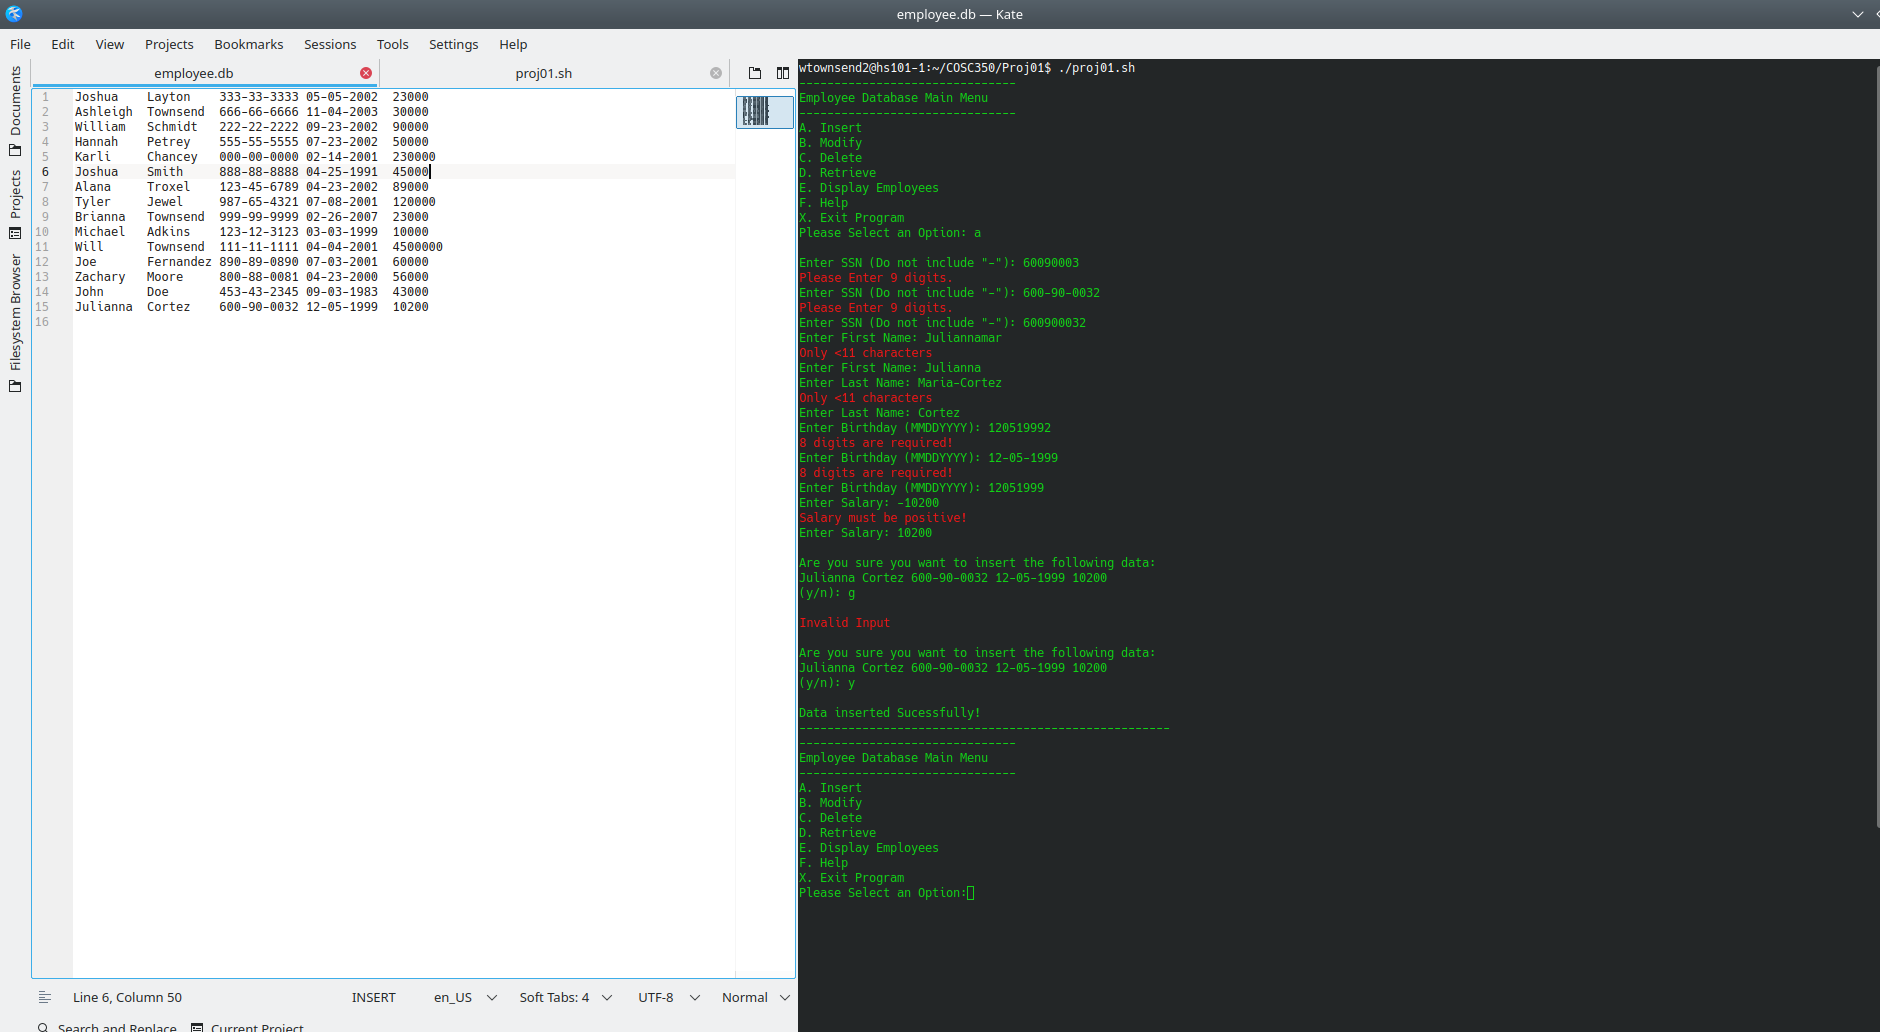 employee.db — Kate
File Edit View Projects Bookmarks Sessions Tools Settings Help
Documents
Projects
Filesystem Browser
employee.db
proj01.sh
1 Joshua Layton 333-33-3333 05-05-2002 23000
2 Ashleigh Townsend 666-66-6666 11-04-2003 30000
3 William Schmidt 222-22-2222 09-23-2002 90000
4 Hannah Petrey 555-55-5555 07-23-2002 50000
5 Karli Chancey 000-00-0000 02-14-2001 230000
6 Joshua Smith 888-88-8888 04-25-1991 45000
7 Alana Troxel 123-45-6789 04-23-2002 89000
8 Tyler Jewel 987-65-4321 07-08-2001 120000
9 Brianna Townsend 999-99-9999 02-26-2007 23000
10 Michael Adkins 123-12-3123 03-03-1999 10000
11 Will Townsend 111-11-1111 04-04-2001 4500000
12 Joe Fernandez 890-89-0890 07-03-2001 60000
13 Zachary Moore 800-88-0081 04-23-2000 56000
14 John Doe 453-43-2345 09-03-1983 43000
15 Julianna Cortez 600-90-0032 12-05-1999 10200
16
Line 6, Column 50 INSERT en_US Soft Tabs: 4 UTF-8 Normal
Search and Replace Current Project
wtownsend2@hs101-1:~/COSC350/Proj01$ ./proj01.sh
-------------------------------
Employee Database Main Menu
-------------------------------
A. Insert
B. Modify
C. Delete
D. Retrieve
E. Display Employees
F. Help
X. Exit Program
Please Select an Option: a
Enter SSN (Do not include "-"): 60090003
Please Enter 9 digits.
Enter SSN (Do not include "-"): 600-90-0032
Please Enter 9 digits.
Enter SSN (Do not include "-"): 600900032
Enter First Name: Juliannamar
Only <11 characters
Enter First Name: Julianna
Enter Last Name: Maria-Cortez
Only <11 characters
Enter Last Name: Cortez
Enter Birthday (MMDDYYYY): 120519992
8 digits are required!
Enter Birthday (MMDDYYYY): 12-05-1999
8 digits are required!
Enter Birthday (MMDDYYYY): 12051999
Enter Salary: -10200
Salary must be positive!
Enter Salary: 10200
Are you sure you want to insert the following data:
Julianna Cortez 600-90-0032 12-05-1999 10200
(y/n): g
Invalid Input
Are you sure you want to insert the following data:
Julianna Cortez 600-90-0032 12-05-1999 10200
(y/n): y
Data inserted Sucessfully!
-----------------------------------------------------
-------------------------------
Employee Database Main Menu
-------------------------------
A. Insert
B. Modify
C. Delete
D. Retrieve
E. Display Employees
F. Help
X. Exit Program
Please Select an Option: